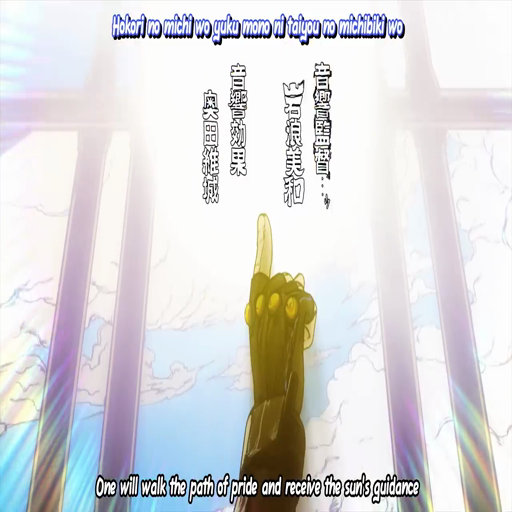 Hokori no michi wo yuku mono ni taiyou no michibiki wo
音響監督
岩浪美和
音響効果
奥田維城
One will walk the path of pride and receive the sun's guidance